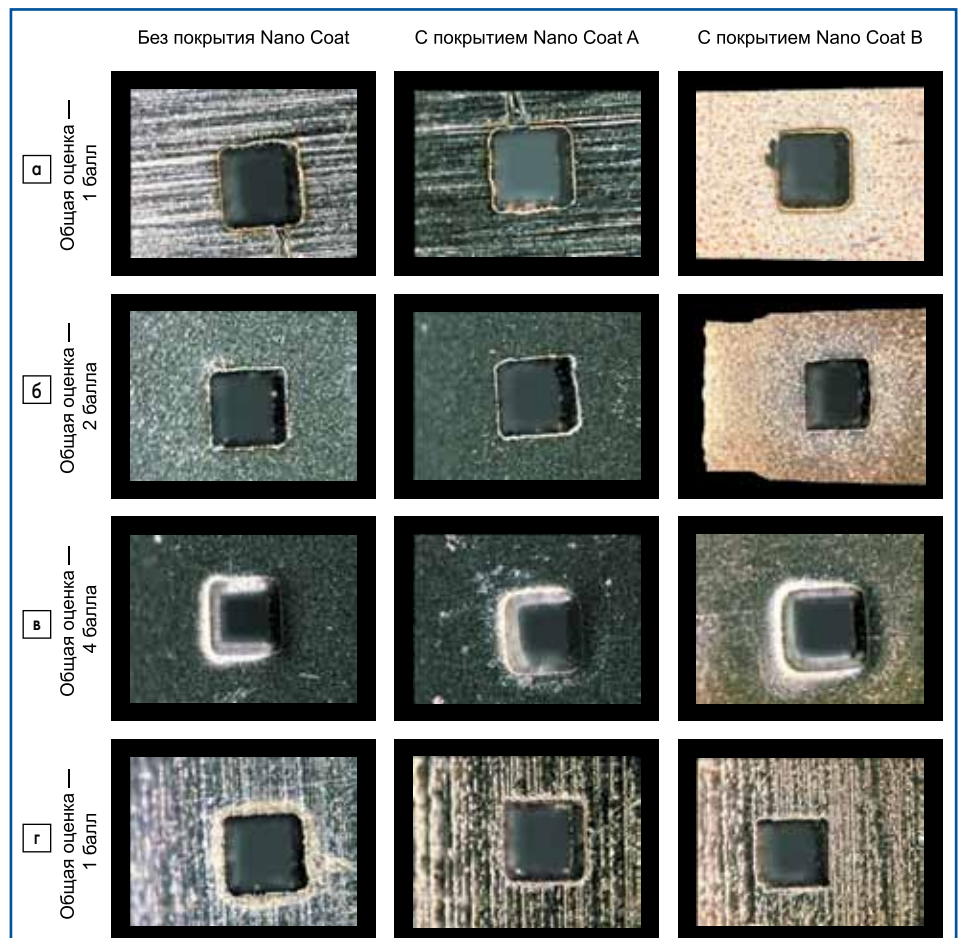 Без покрытия Nano Coat
С покрытием Nano Coat A
С покрытием Nano Coat B
а
Общая оценка —
1 балл
б
Общая оценка —
2 балла
в
Общая оценка —
4 балла
г
Общая оценка —
1 балл